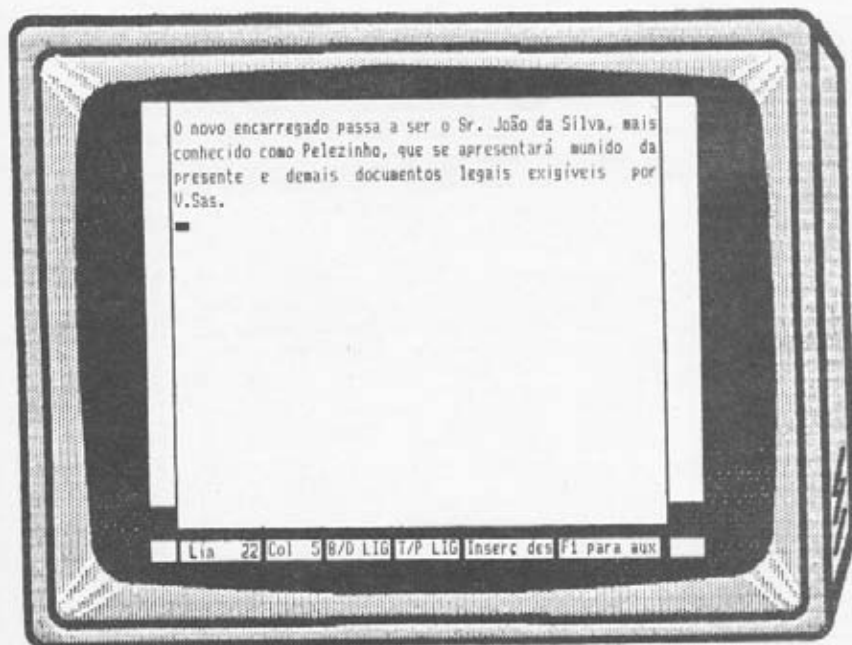 O novo encarregado passa a ser o Sr. João da Silva, mais
conhecido como Pelezinho, que se apresentará munido da
presente e demais documentos legais exigíveis por
V.Sas.
Lin 22 Col 5 B/D LIG T/P LIG Inserç des F1 para aux